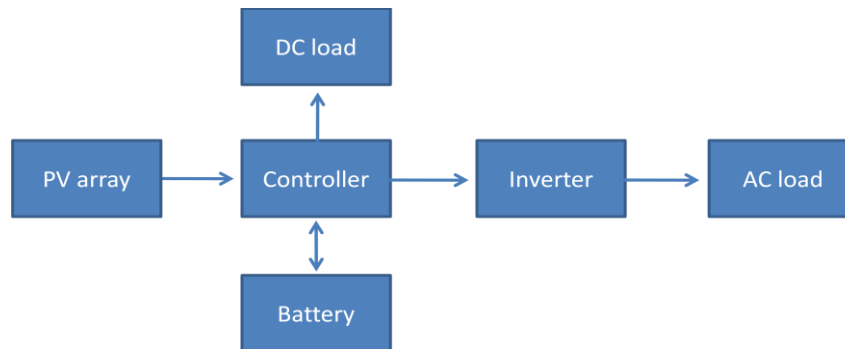 DC load
PV array
Controller
Inverter
AC load
Battery